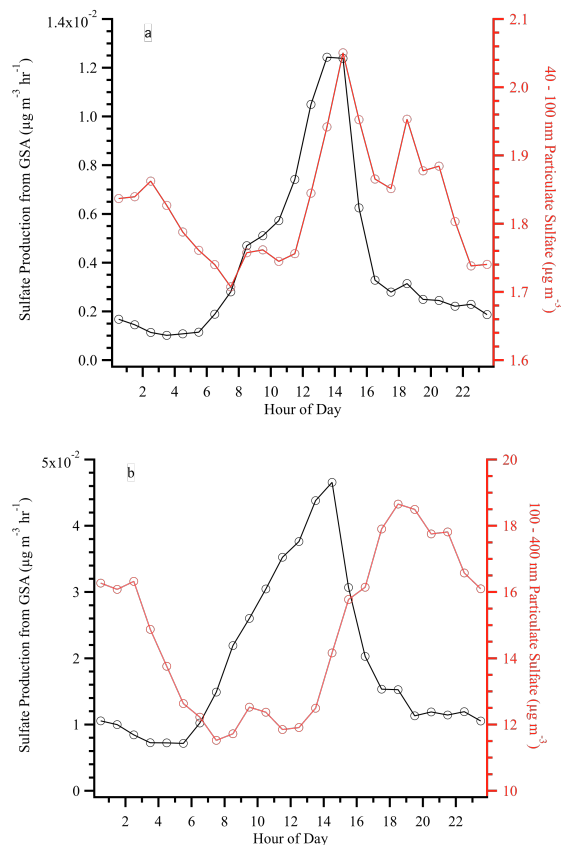 a
1.4x10⁻²
1.2
1.0
0.8
0.6
0.4
0.2
0.0
Sulfate Production from GSA (µg m⁻³ hr⁻¹)
2.1
2.0
1.9
1.8
1.7
1.6
40 - 100 nm Particulate Sulfate (µg m⁻³)
2 4 6 8 10 12 14 16 18 20 22
Hour of Day
b
5x10⁻²
4
3
2
1
0
Sulfate Production from GSA (µg m⁻³ hr⁻¹)
20
18
16
14
12
10
100 - 400 nm Particulate Sulfate (µg m⁻³)
2 4 6 8 10 12 14 16 18 20 22
Hour of Day